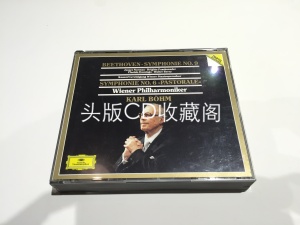 BEETHOVEN · SYMPHONIE NO. 9
SYMPHONIE NO. 6 »PASTORALE«
Wiener Philharmoniker
KARL BÖHM
头版CD收藏阁